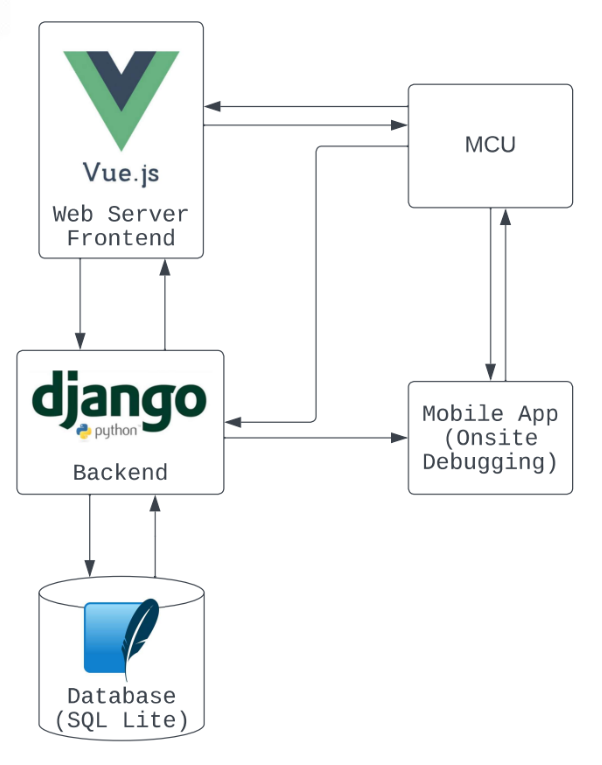 Vue.js
Web Server
Frontend
MCU
django
python
Backend
Mobile App
(Onsite
Debugging)
Database
(SQL Lite)